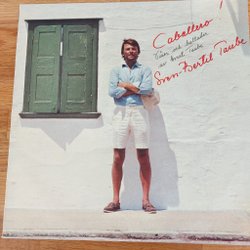 Caballero!
Visor och ballader
av Evert Taube
Sven-Bertil Taube